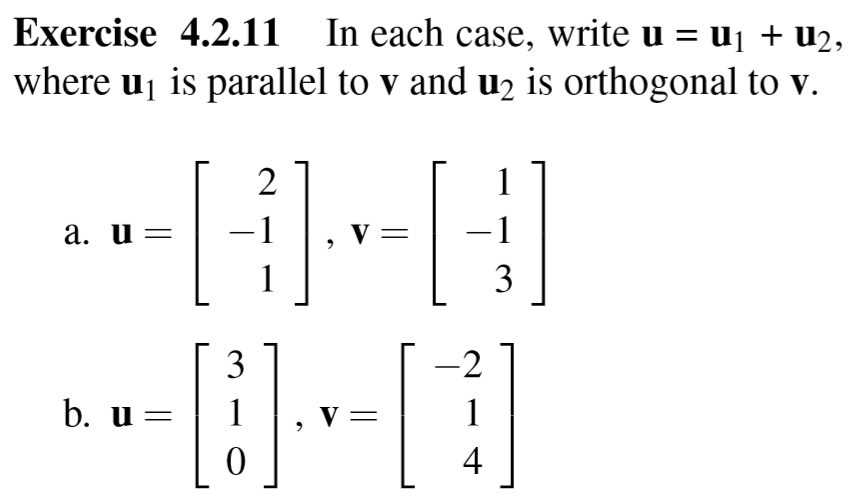 Exercise 4.2.11 In each case, write u = u₁ + u₂,
where u₁ is parallel to v and u₂ is orthogonal to v.
a. u = [ 2 −1 1 ], v = [ 1 −1 3 ]
b. u = [ 3 1 0 ], v = [ −2 1 4 ]